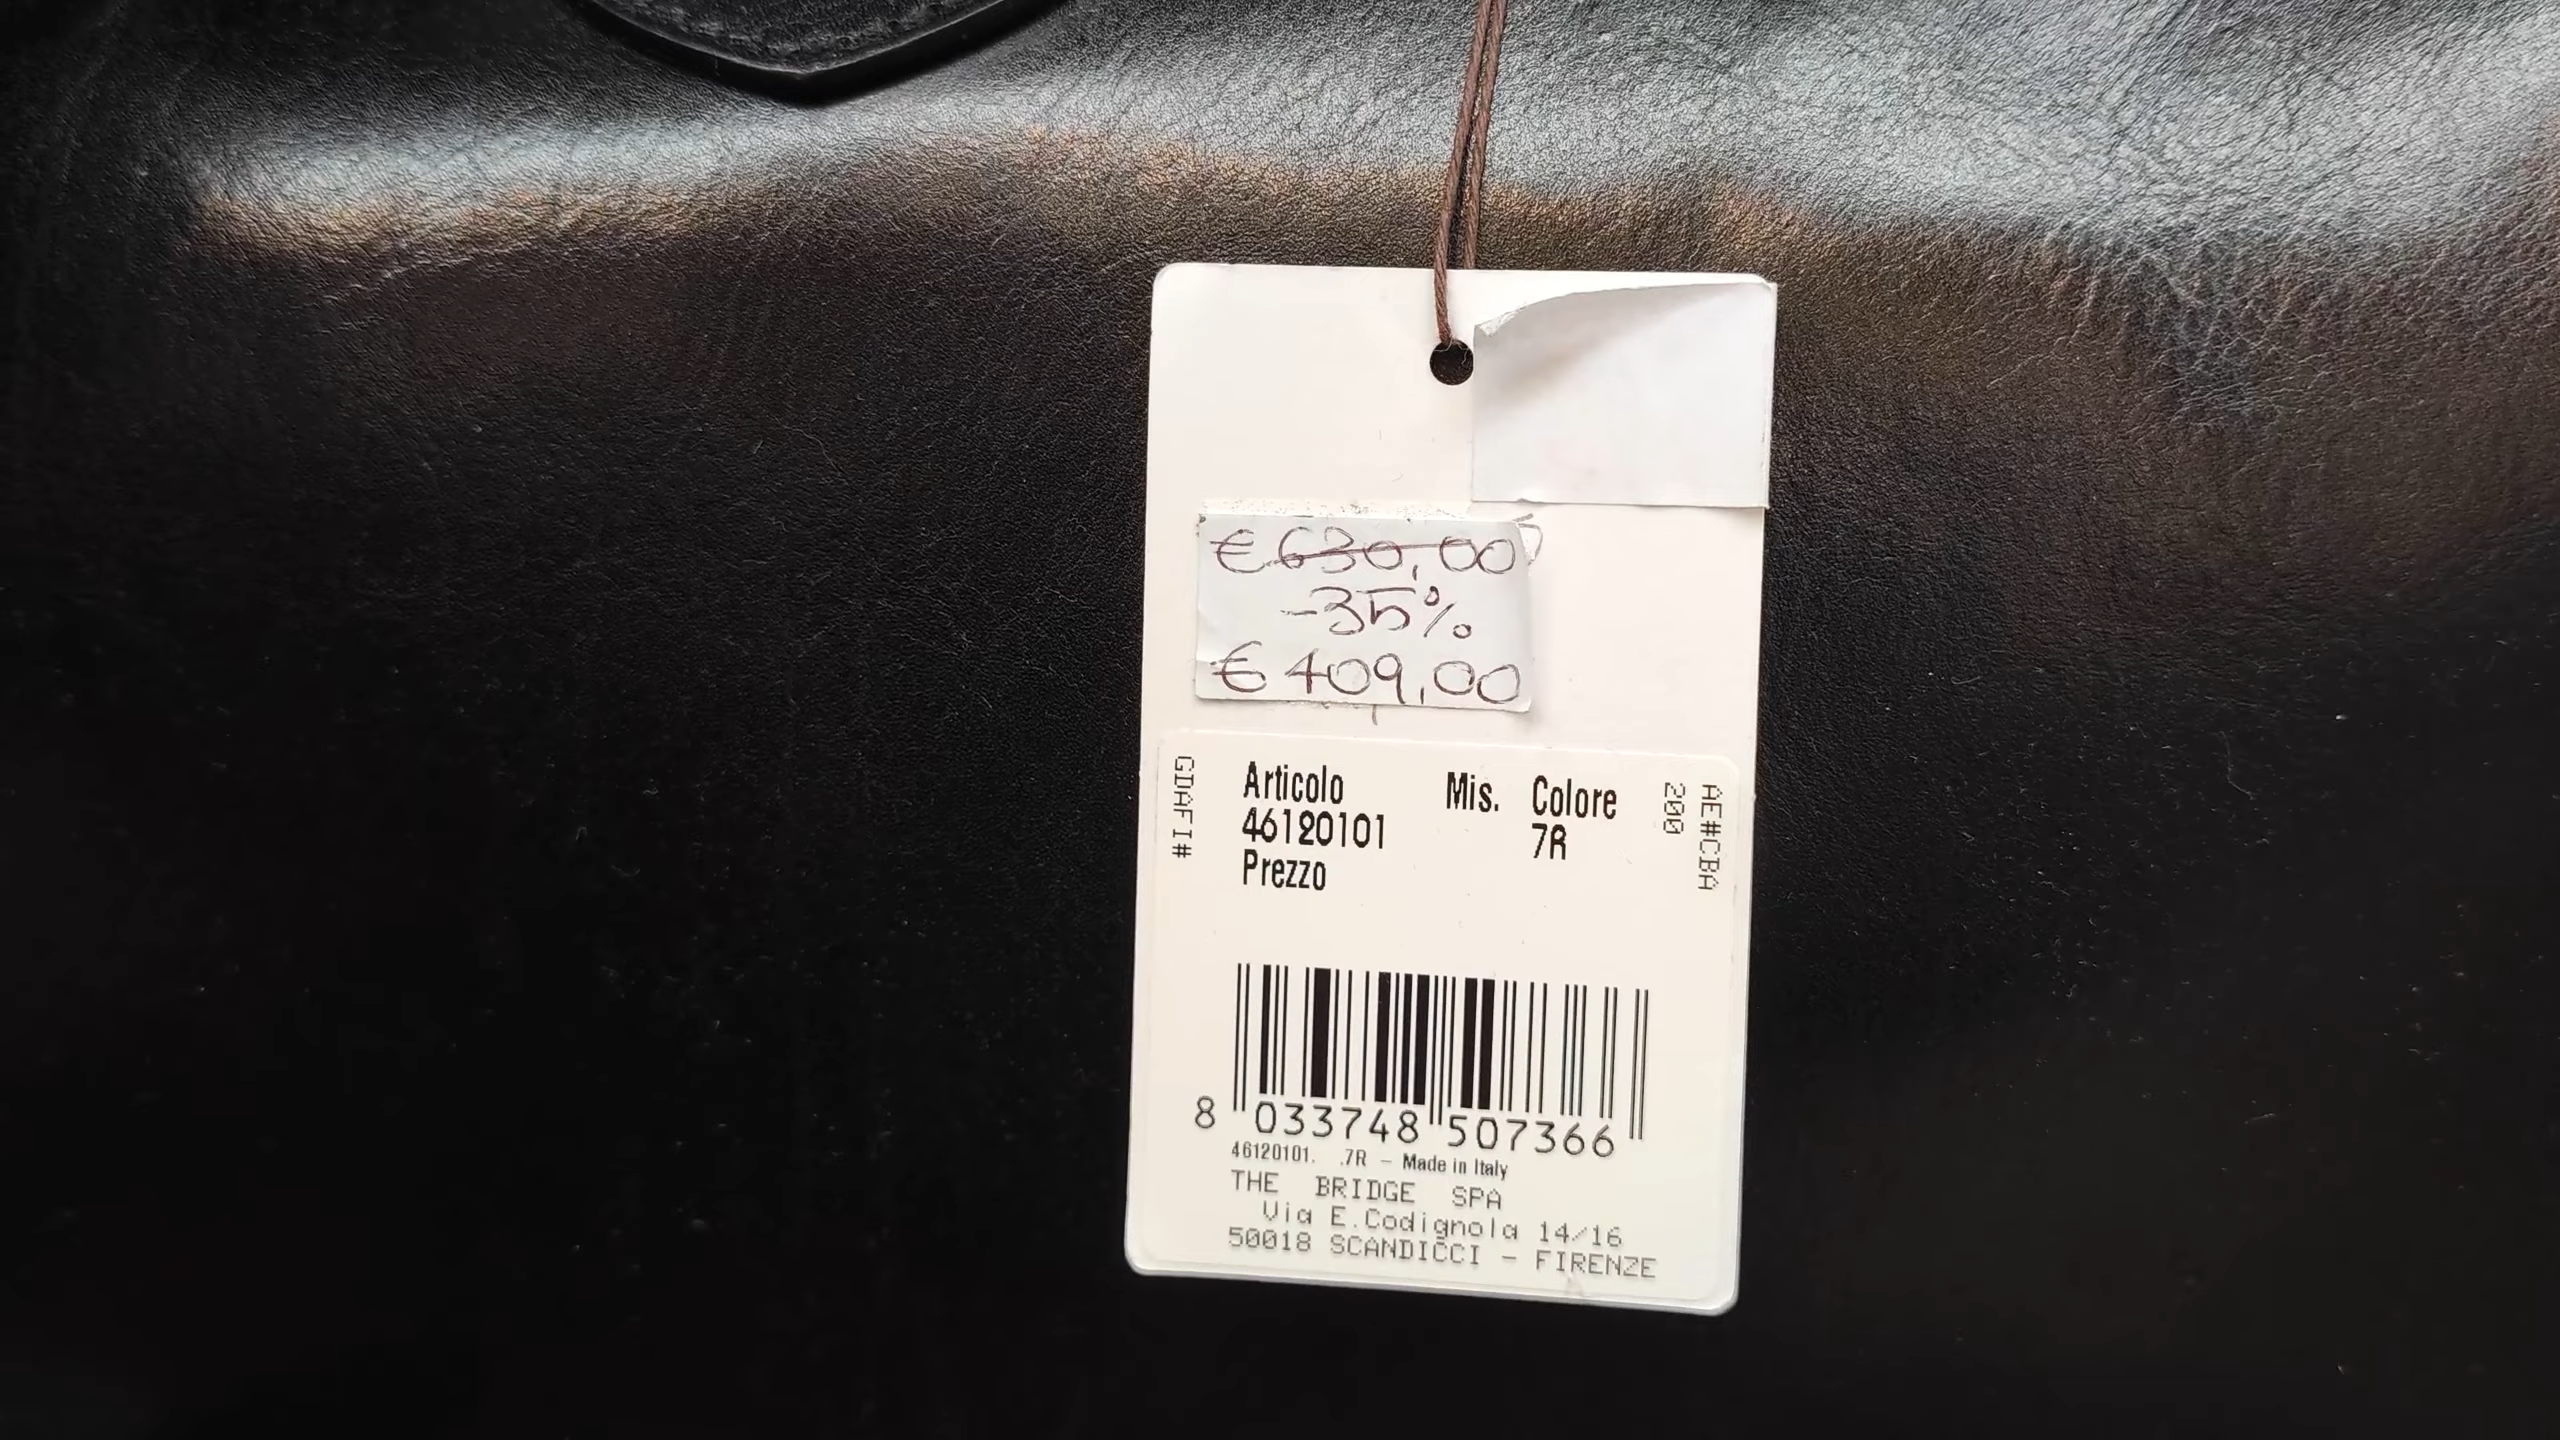 € 630,00
-35%
€ 409,00
GDAFI#
Articolo Mis. Colore
46120101 7R
Prezzo
AE#CBA
200
8 033748 507366
46120101. .7R - Made in Italy
THE BRIDGE SPA
Via E.Codignola 14/16
50018 SCANDICCI - FIRENZE